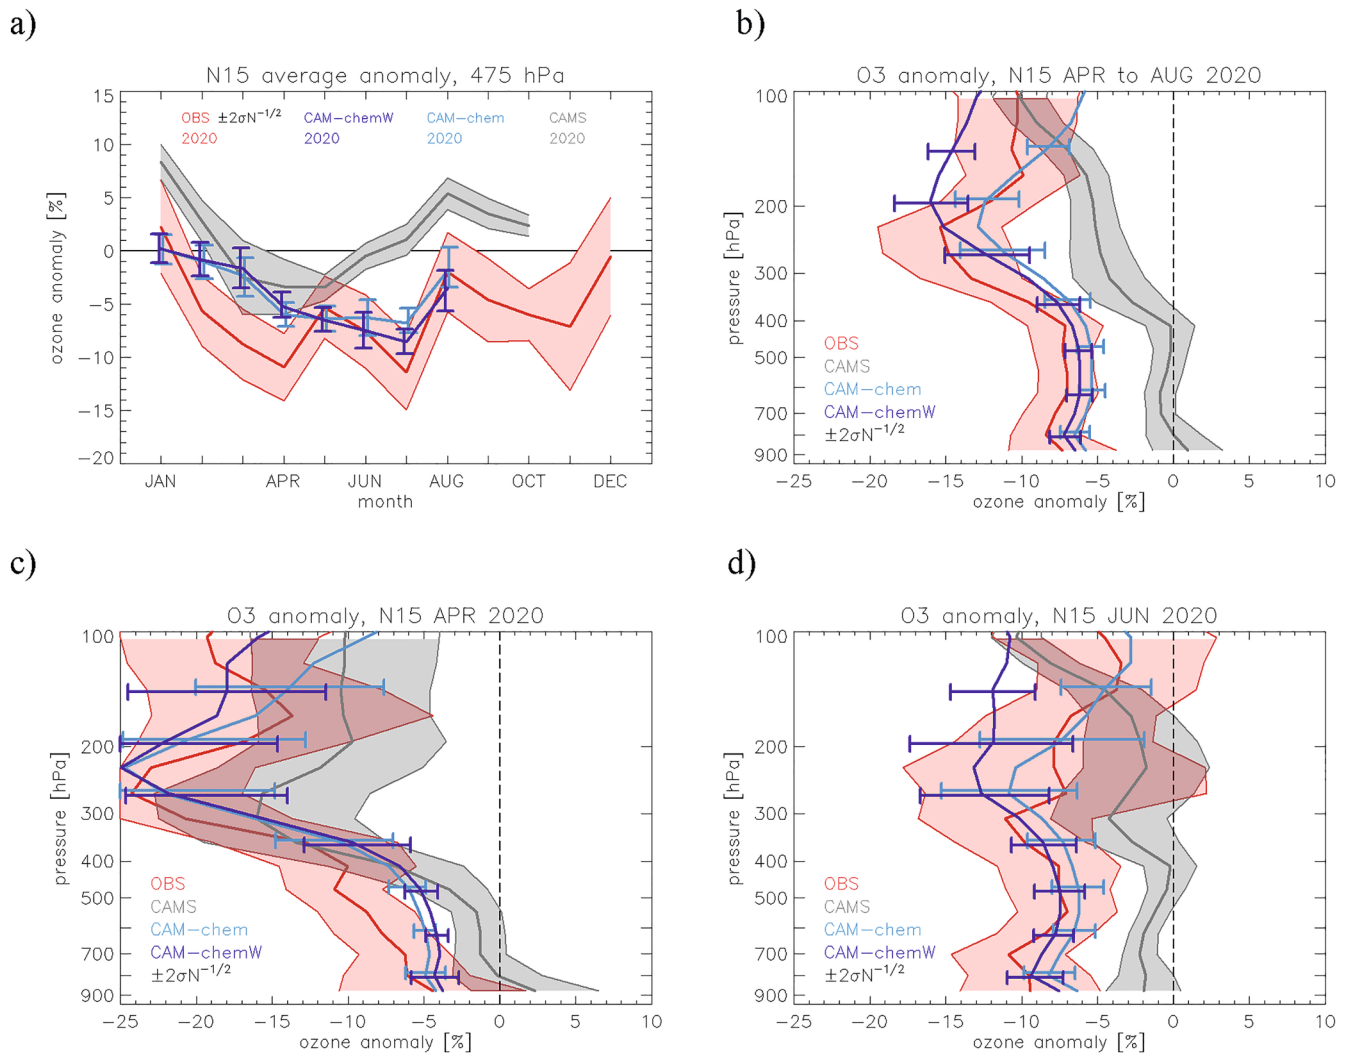 a)
N15 average anomaly, 475 hPa
OBS ±2σN⁻¹/² CAM−chemW CAM−chem CAMS
2020 2020 2020 2020
ozone anomaly [%]
15
10
5
0
−5
−10
−15
−20
JAN APR JUN AUG OCT DEC
month
b)
O3 anomaly, N15 APR to AUG 2020
pressure [hPa]
100
200
300
400
500
700
900
OBS
CAMS
CAM−chem
CAM−chemW
±2σN⁻¹/²
−25 −20 −15 −10 −5 0 5 10
ozone anomaly [%]
c)
O3 anomaly, N15 APR 2020
pressure [hPa]
100
200
300
400
500
700
900
OBS
CAMS
CAM−chem
CAM−chemW
±2σN⁻¹/²
−25 −20 −15 −10 −5 0 5 10
ozone anomaly [%]
d)
O3 anomaly, N15 JUN 2020
pressure [hPa]
100
200
300
400
500
700
900
OBS
CAMS
CAM−chem
CAM−chemW
±2σN⁻¹/²
−25 −20 −15 −10 −5 0 5 10
ozone anomaly [%]